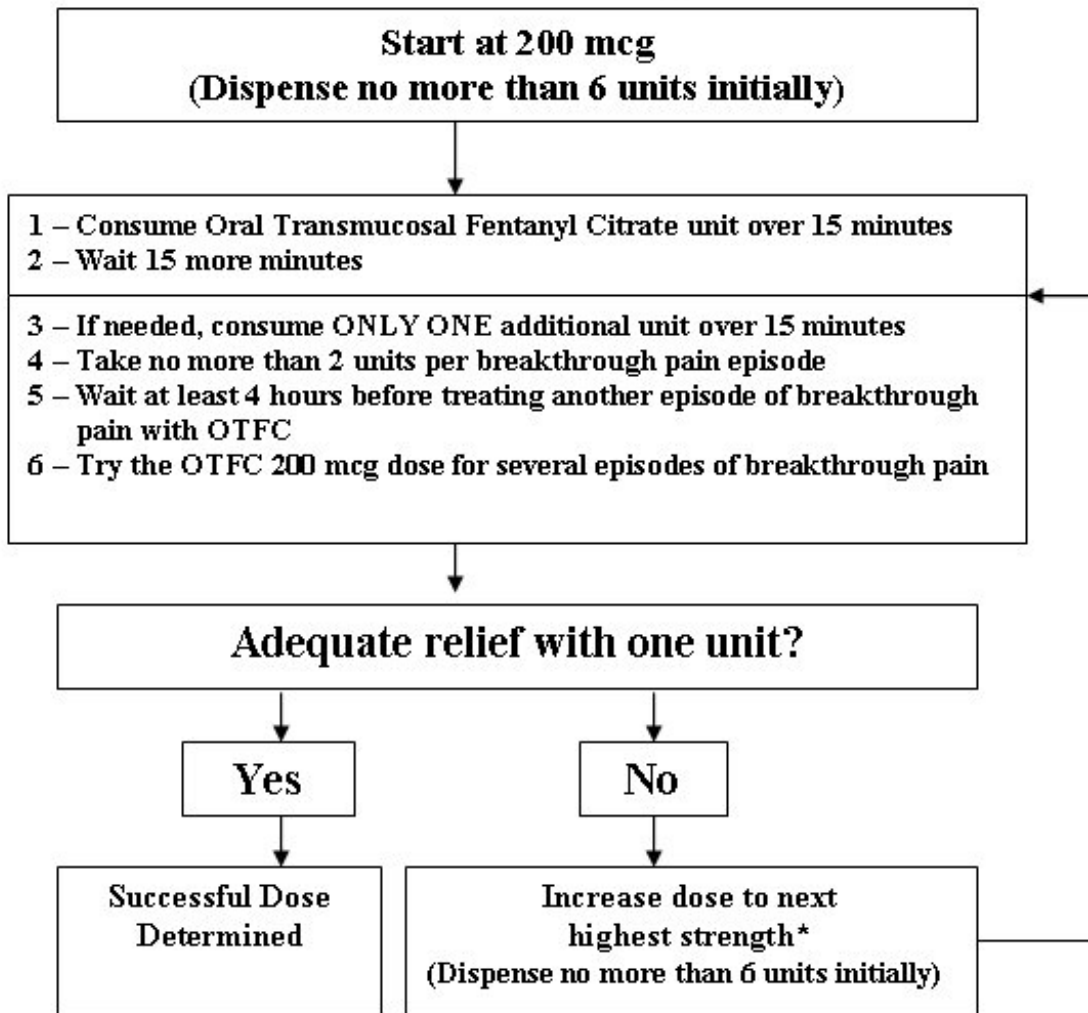 Start at 200 mcg
(Dispense no more than 6 units initially)
1 – Consume Oral Transmucosal Fentanyl Citrate unit over 15 minutes
2 – Wait 15 more minutes
3 – If needed, consume ONLY ONE additional unit over 15 minutes
4 – Take no more than 2 units per breakthrough pain episode
5 – Wait at least 4 hours before treating another episode of breakthrough
pain with OTFC
6 – Try the OTFC 200 mcg dose for several episodes of breakthrough pain
Adequate relief with one unit?
Yes
No
Successful Dose
Determined
Increase dose to next
highest strength*
(Dispense no more than 6 units initially)